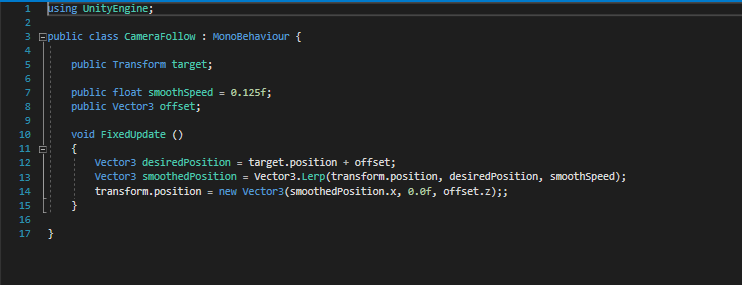 1 using UnityEngine;
2
3 public class CameraFollow : MonoBehaviour {
4
5 public Transform target;
6
7 public float smoothSpeed = 0.125f;
8 public Vector3 offset;
9
10 void FixedUpdate ()
11 {
12 Vector3 desiredPosition = target.position + offset;
13 Vector3 smoothedPosition = Vector3.Lerp(transform.position, desiredPosition, smoothSpeed);
14 transform.position = new Vector3(smoothedPosition.x, 0.0f, offset.z);;
15 }
16
17 }